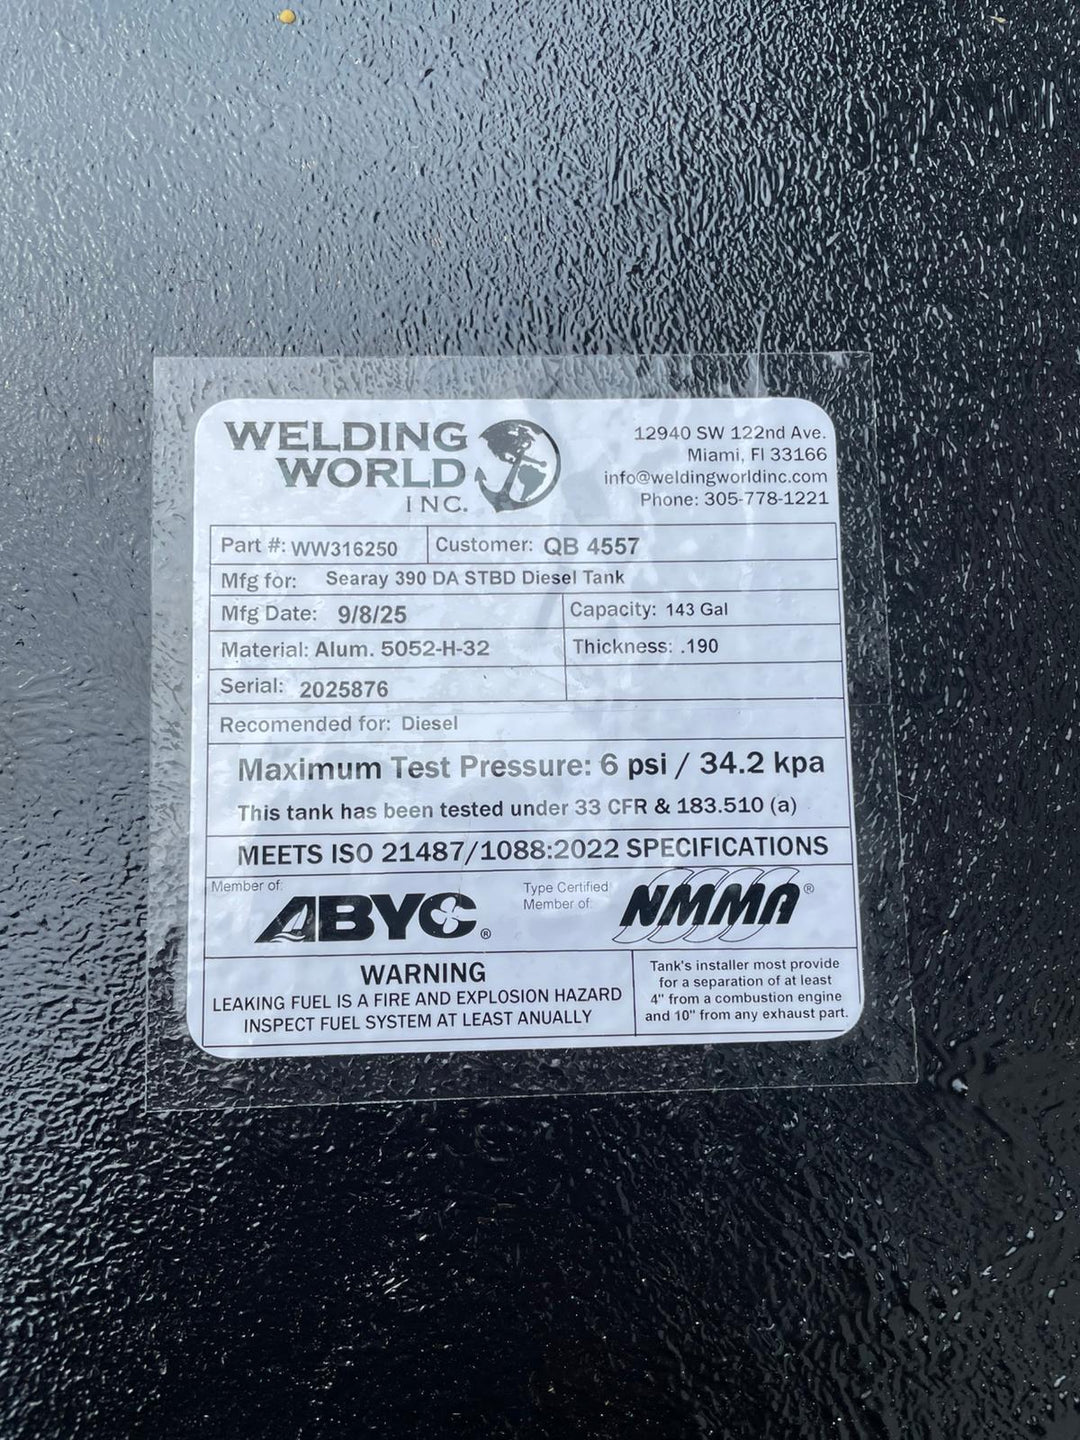 WELDING
WORLD
INC.
12940 SW 122nd Ave.
Miami, Fl 33166
info@weldingworldinc.com
Phone: 305-778-1221
Part #: WW316250 Customer: QB 4557
Mfg for: Searay 390 DA STBD Diesel Tank
Mfg Date: 9/8/25 Capacity: 143 Gal
Material: Alum. 5052-H-32 Thickness: .190
Serial: 2025876
Recomended for: Diesel
Maximum Test Pressure: 6 psi / 34.2 kpa
This tank has been tested under 33 CFR & 183.510 (a)
MEETS ISO 21487/1088:2022 SPECIFICATIONS
Member of:
ABYC®
Type Certified
Member of:
NMMA®
WARNING
LEAKING FUEL IS A FIRE AND EXPLOSION HAZARD
INSPECT FUEL SYSTEM AT LEAST ANUALLY
Tank's installer most provide
for a separation of at least
4" from a combustion engine
and 10" from any exhaust part.